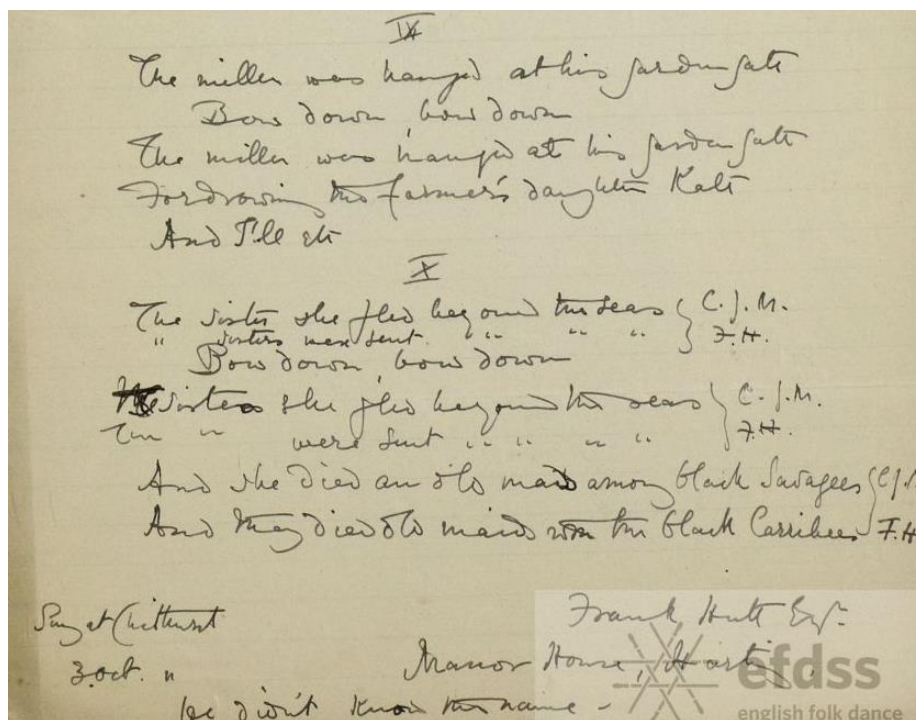 IX
The miller was hanged at his garden gate
Bow down, bow down
The miller was hanged at his garden gate
For drowning the farmer's daughter Kate
And I'll etc
X
The sister she fled beyond the seas } C.J.M.
" sisters were sent " " " " } F.H.
Bow down, bow down
The sister she fled beyond the seas } C.J.M.
The " were sent " " " " } F.H.
And she died an old maid among black Savagees } C.J.
And they died old maids with the black Carribees F.H
Sung at Chithurst
3. Oct. "
Frank Hutt Esqr.
Manor House, Harting
he didn't know the name -
efdss
english folk dance